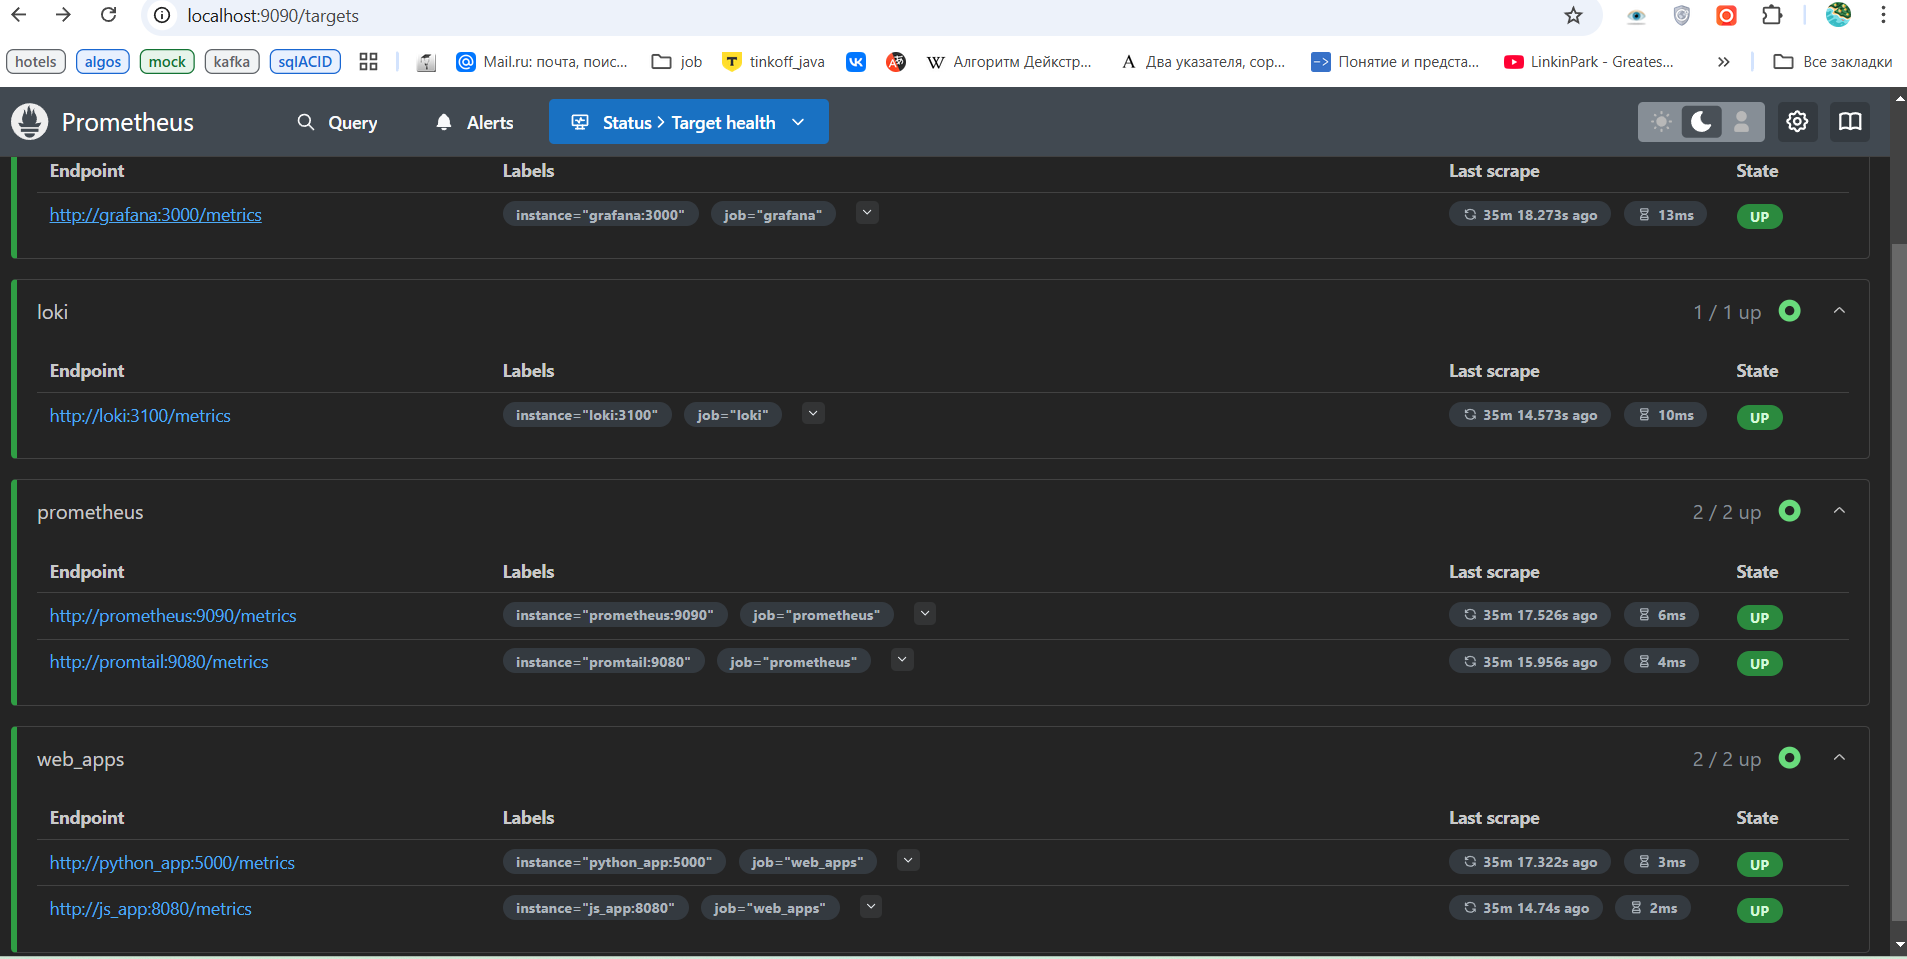 localhost:9090/targets
hotels algos mock kafka sqlACID Mail.ru: почта, поис... job tinkoff_java Алгоритм Дейкстр... Два указателя, сор... Понятие и предста... LinkinPark - Greates... » Все закладки
Prometheus Query Alerts Status > Target health
Endpoint Labels Last scrape State
http://grafana:3000/metrics instance="grafana:3000" job="grafana" 35m 18.273s ago 13ms UP
loki 1 / 1 up
Endpoint Labels Last scrape State
http://loki:3100/metrics instance="loki:3100" job="loki" 35m 14.573s ago 10ms UP
prometheus 2 / 2 up
Endpoint Labels Last scrape State
http://prometheus:9090/metrics instance="prometheus:9090" job="prometheus" 35m 17.526s ago 6ms UP
http://promtail:9080/metrics instance="promtail:9080" job="prometheus" 35m 15.956s ago 4ms UP
web_apps 2 / 2 up
Endpoint Labels Last scrape State
http://python_app:5000/metrics instance="python_app:5000" job="web_apps" 35m 17.322s ago 3ms UP
http://js_app:8080/metrics instance="js_app:8080" job="web_apps" 35m 14.74s ago 2ms UP